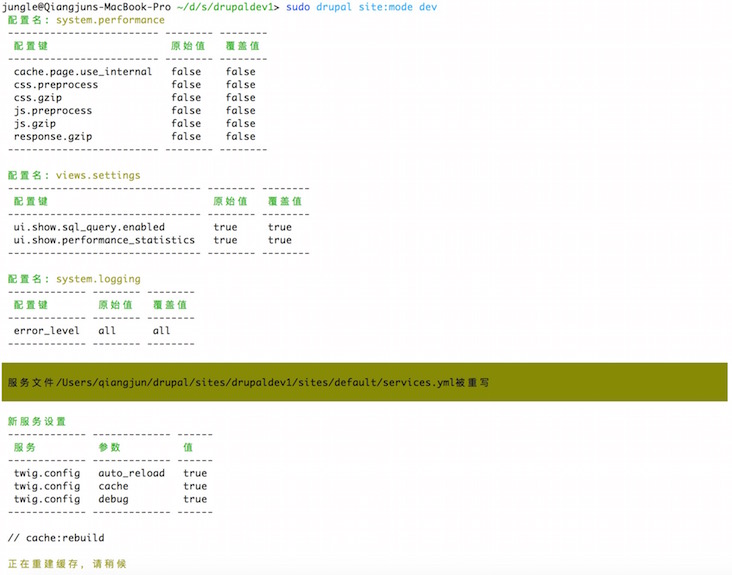 jungle@Qiangjuns-MacBook-Pro ~/d/s/drupaldev1> sudo drupal site:mode dev
配置名：system.performance
配置键 原始值 覆盖值
cache.page.use_internal false false
css.preprocess false false
css.gzip false false
js.preprocess false false
js.gzip false false
response.gzip false false
配置名：views.settings
配置键 原始值 覆盖值
ui.show.sql_query.enabled true true
ui.show.performance_statistics true true
配置名：system.logging
配置键 原始值 覆盖值
error_level all all
服务文件/Users/qiangjun/drupal/sites/drupaldev1/sites/default/services.yml被重写
新服务设置
服务 参数 值
twig.config auto_reload true
twig.config cache true
twig.config debug true
// cache:rebuild
正在重建缓存，请稍候